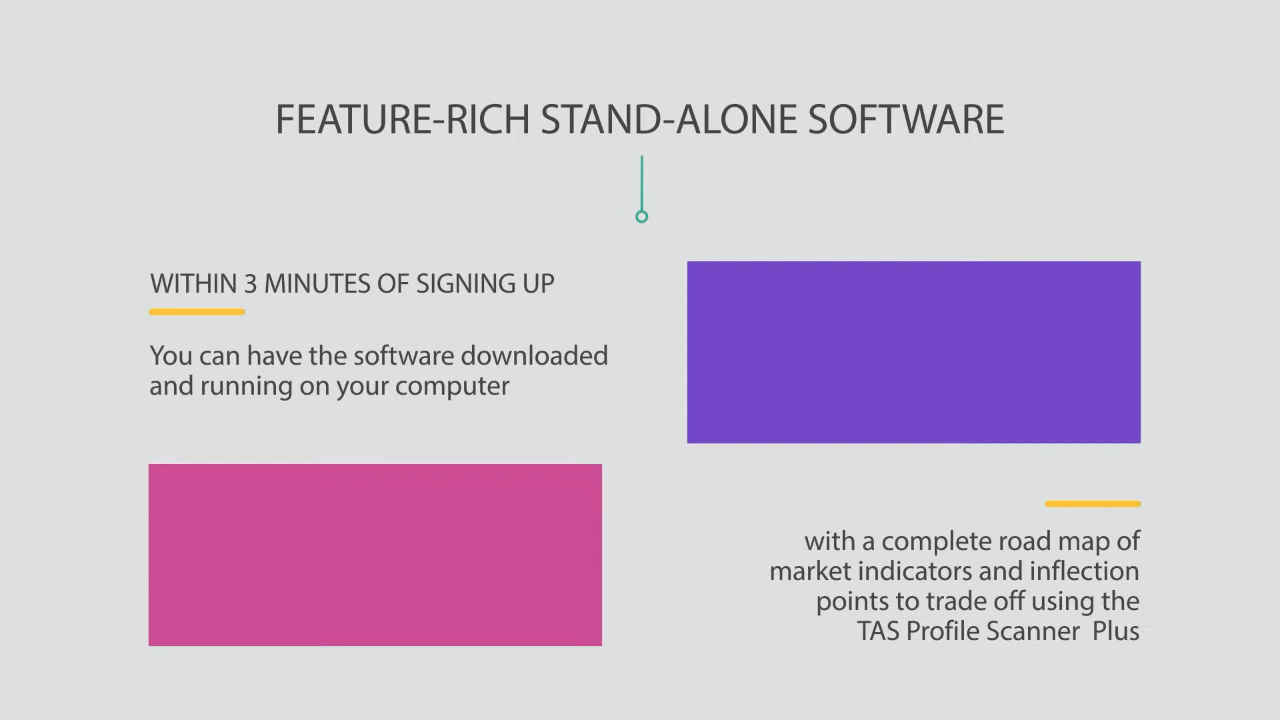 FEATURE-RICH STAND-ALONE SOFTWARE
WITHIN 3 MINUTES OF SIGNING UP
You can have the software downloaded
and running on your computer
with a complete road map of
market indicators and inflection
points to trade off using the
TAS Profile Scanner  Plus